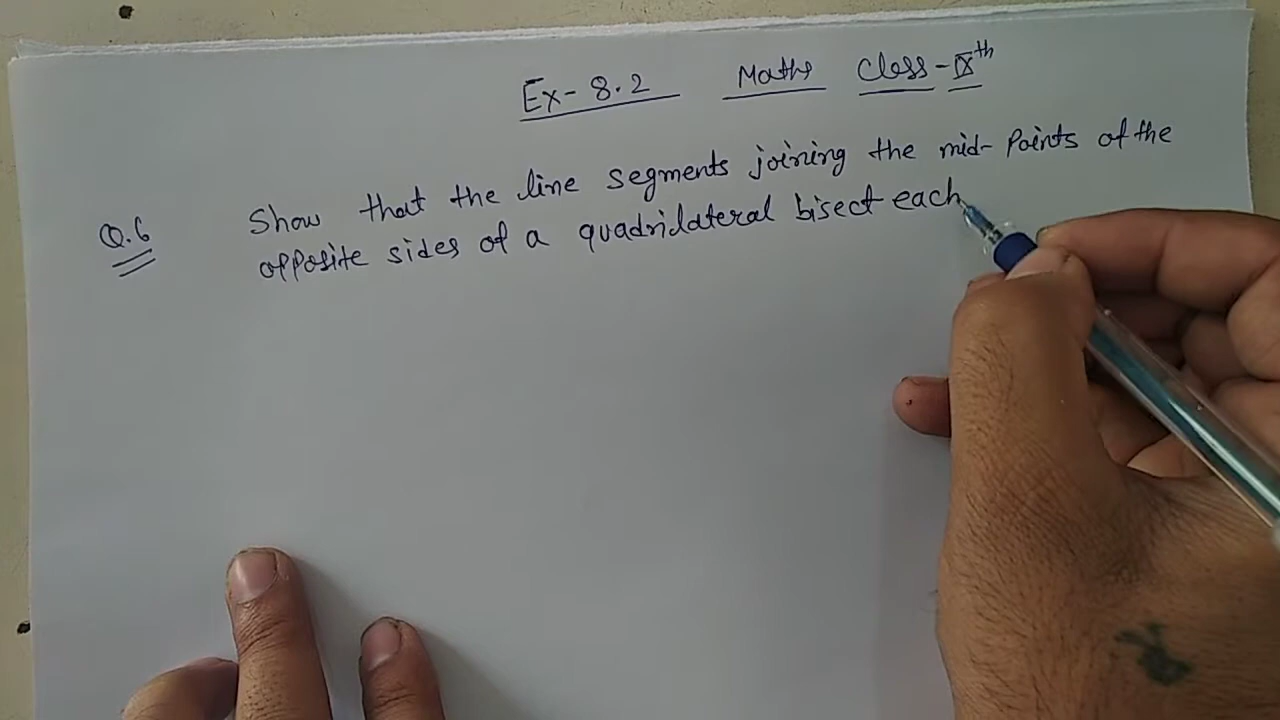 Ex- 8.2 Maths Class - IXth
Q.6 Show that the line segments joining the mid- Points of the
opposite sides of a quadrilateral bisect each